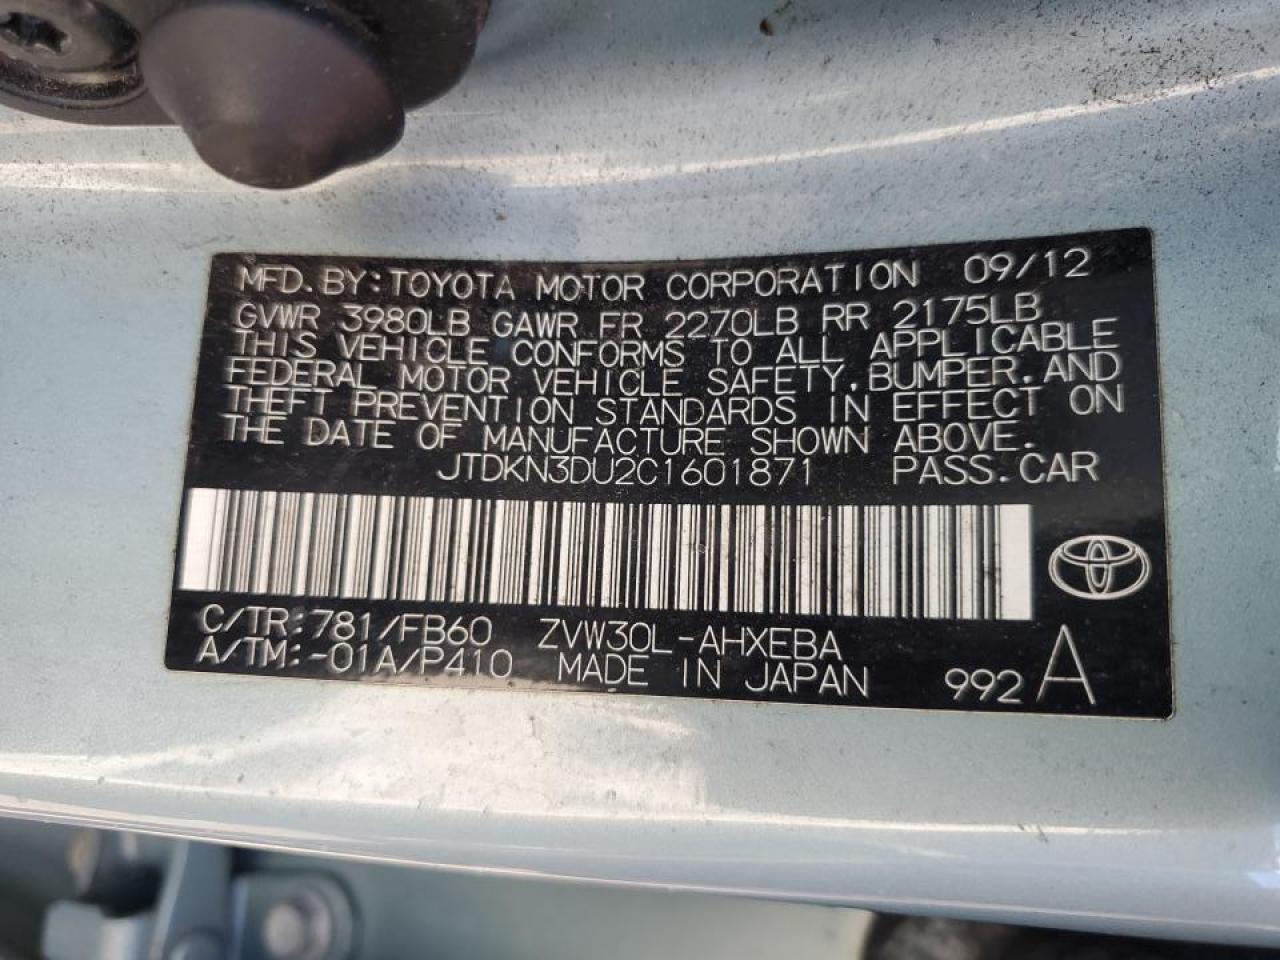 MFD.BY:TOYOTA MOTOR CORPORATION 09/12
GVWR 3980LB GAWR FR 2270LB RR 2175LB
THIS VEHICLE CONFORMS TO ALL APPLICABLE
FEDERAL MOTOR VEHICLE SAFETY,BUMPER,AND
THEFT PREVENTION STANDARDS IN EFFECT ON
THE DATE OF MANUFACTURE SHOWN ABOVE.
JTDKN3DU2C1601871 PASS.CAR
C/TR:781/FB60 ZVW30L-AHXEBA
A/TM:-01A/P410 MADE IN JAPAN 992 A